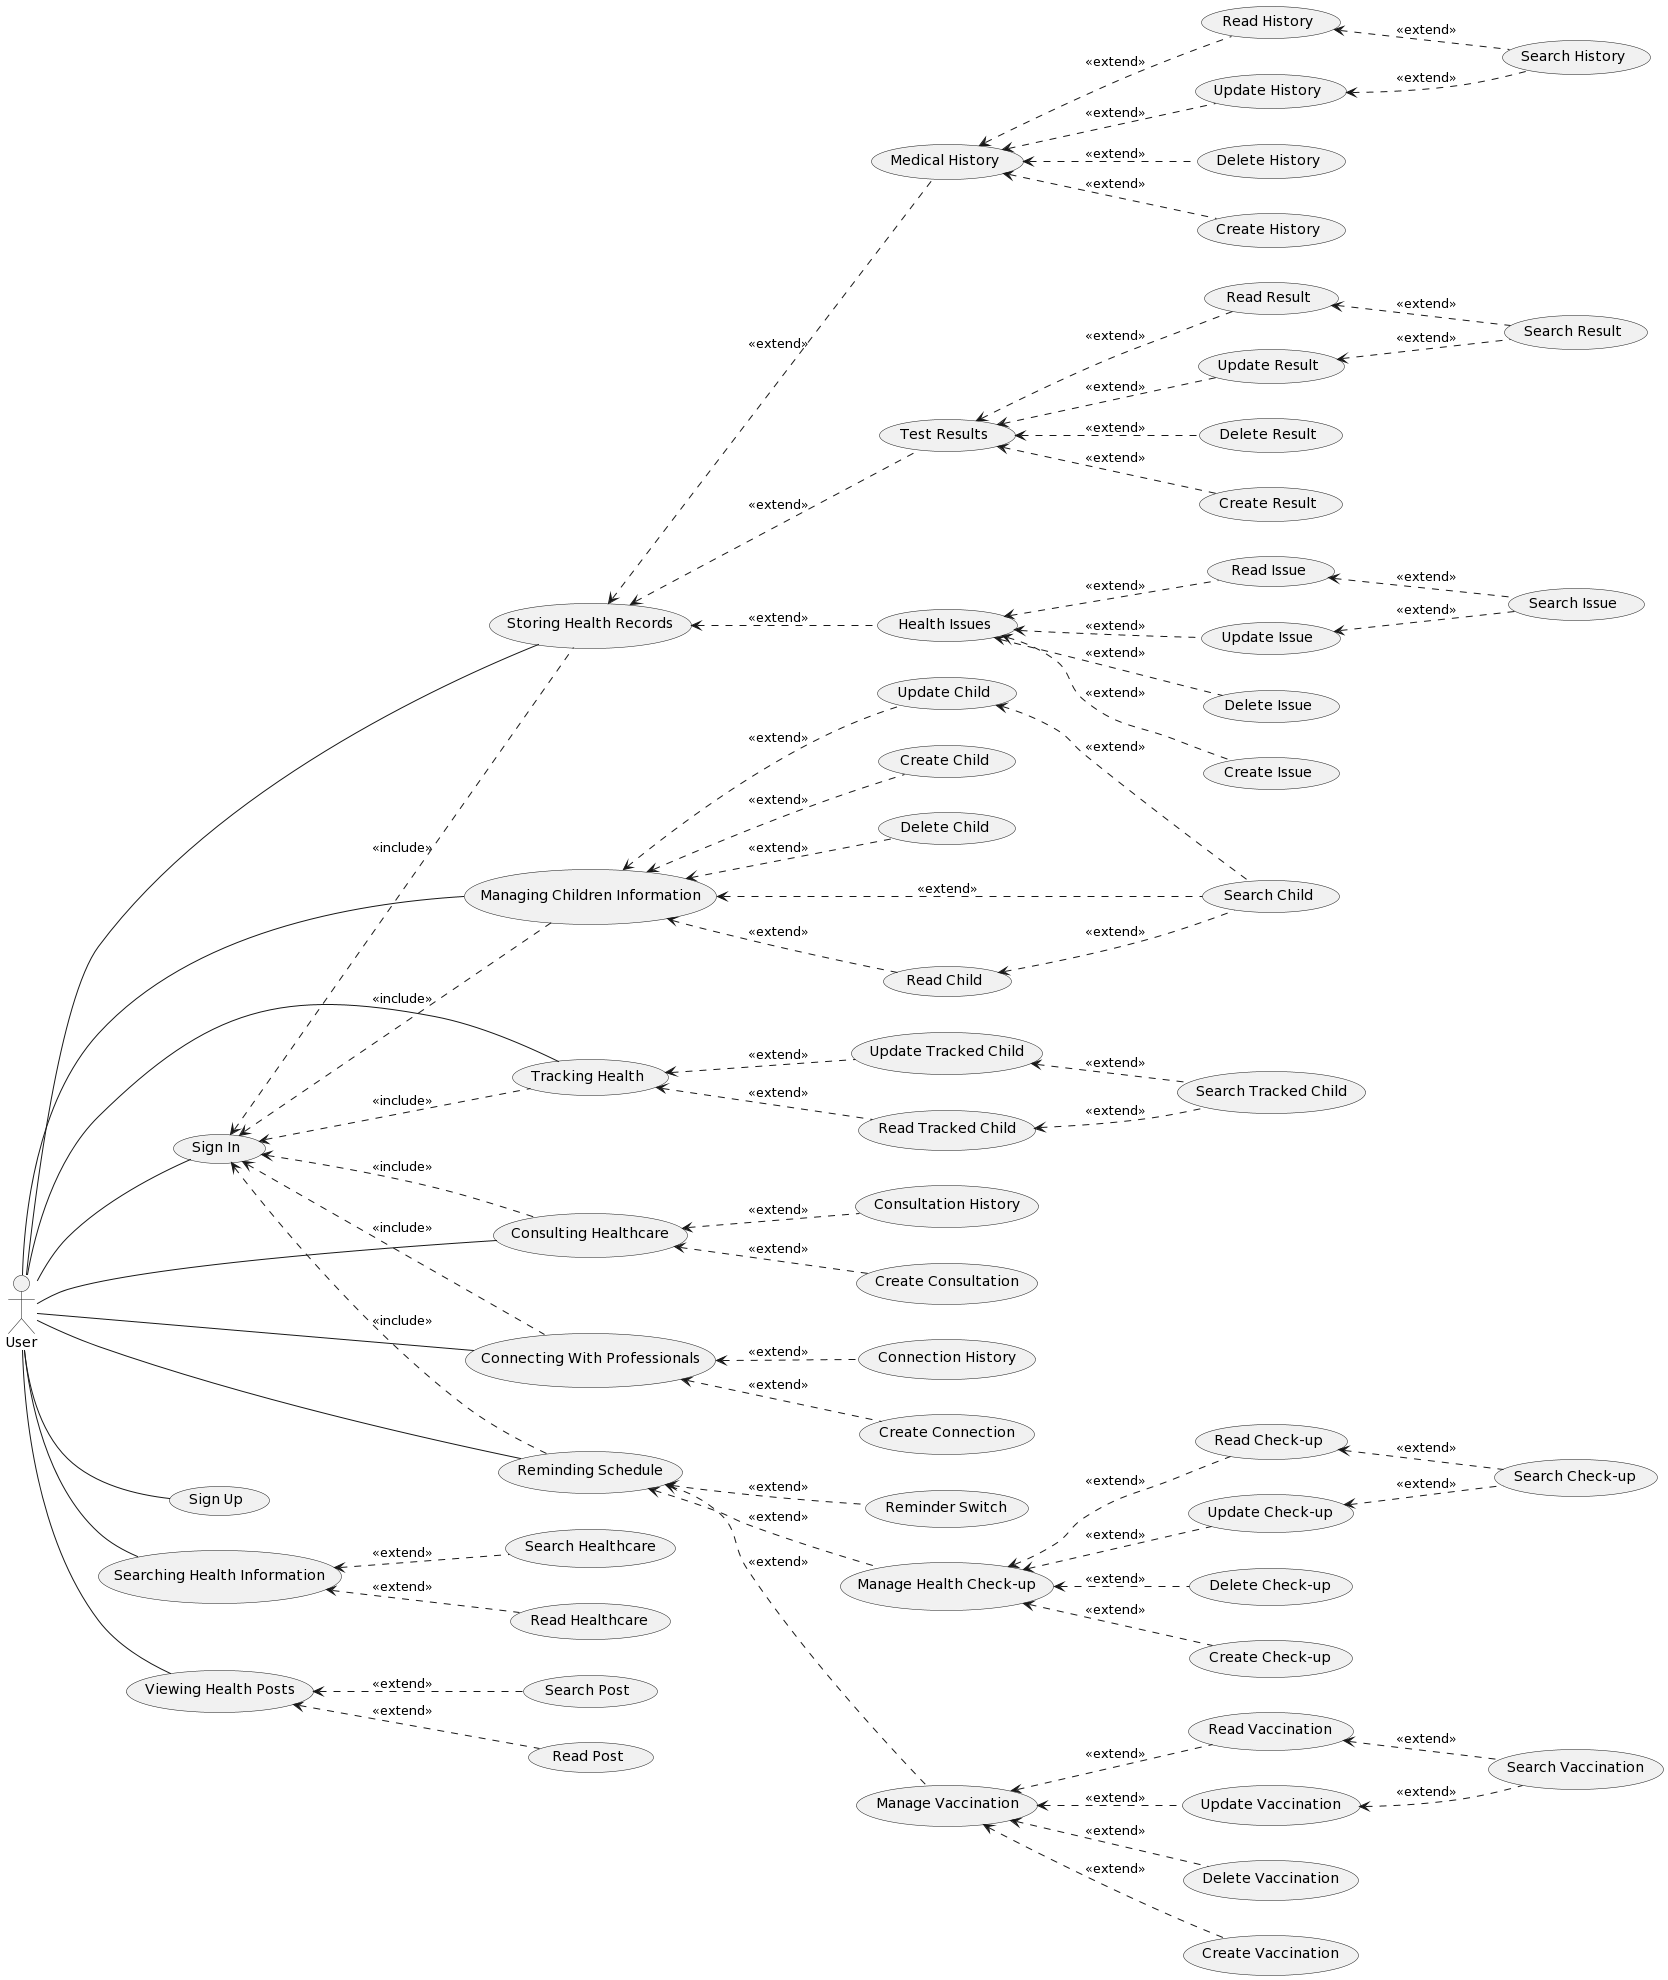 Read History
«extend»
Search History
«extend»
«extend»
Update History
«extend»
Medical History
«extend»
Delete History
«extend»
Create History
Read Result
«extend»
Search Result
«extend»
«extend»
«extend»
Update Result
«extend»
Test Results
«extend»
Delete Result
«extend»
Create Result
«extend»
Read Issue
«extend»
Search Issue
«extend»
«extend»
Storing Health Records
«extend»
Health Issues
«extend»
Update Issue
«extend»
«extend»
Update Child
«extend»
Delete Issue
«extend»
«extend»
Create Child
Create Issue
«extend»
Delete Child
«include»
«extend»
Managing Children Information
«extend»
Search Child
«extend»
«extend»
Read Child
«include»
Update Tracked Child
«extend»
«extend»
Tracking Health
«extend»
Search Tracked Child
«include»
«extend»
Read Tracked Child
Sign In
«include»
Consultation History
«extend»
Consulting Healthcare
«include»
«extend»
Create Consultation
User
«include»
Connecting With Professionals
«extend»
Connection History
«extend»
Create Connection
Read Check-up
«extend»
Reminding Schedule
«extend»
Search Check-up
«extend»
«extend»
Sign Up
Reminder Switch
«extend»
Update Check-up
«extend»
Search Healthcare
«extend»
«extend»
Searching Health Information
«extend»
Manage Health Check-up
«extend»
Delete Check-up
Read Healthcare
«extend»
Create Check-up
Viewing Health Posts
«extend»
Search Post
«extend»
Read Post
Read Vaccination
«extend»
«extend»
Search Vaccination
Manage Vaccination
«extend»
Update Vaccination
«extend»
«extend»
Delete Vaccination
«extend»
Create Vaccination